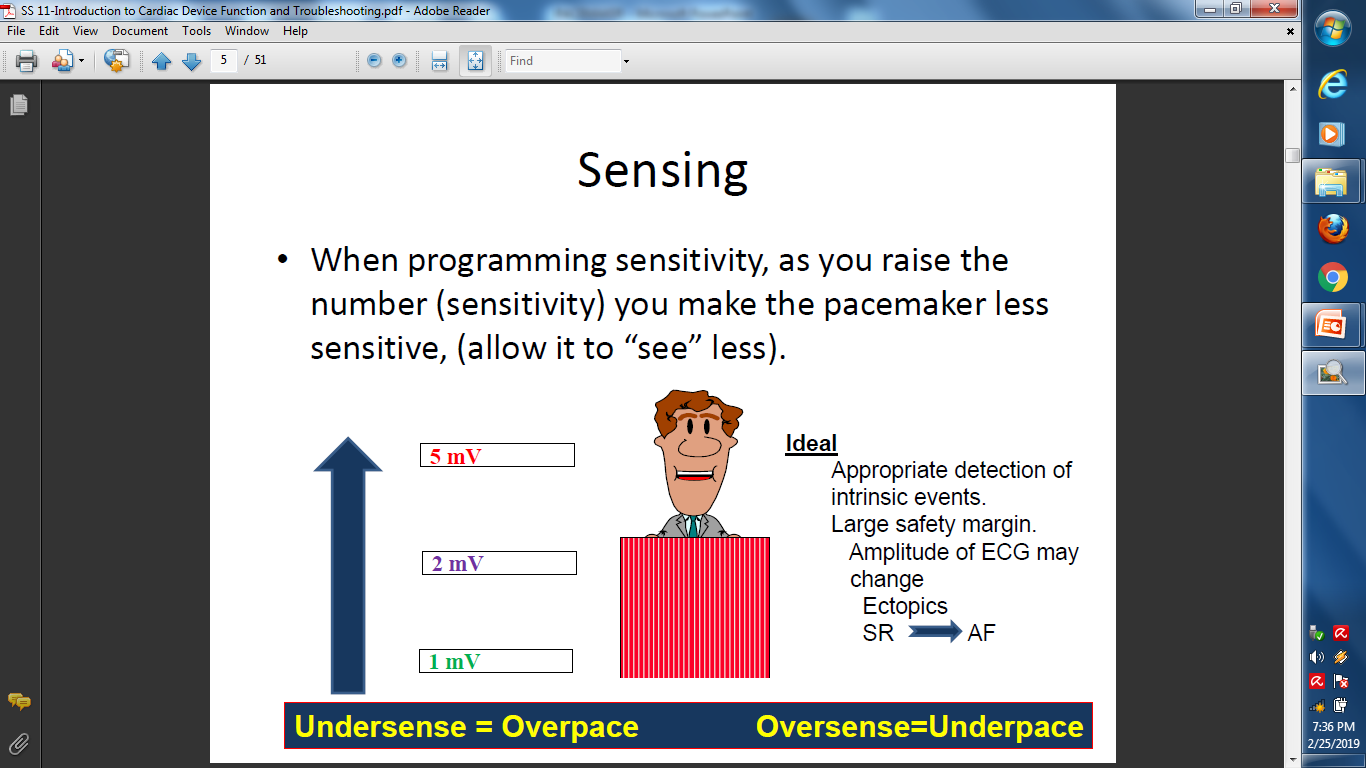 SS 11-Introduction to Cardiac Device Function and Troubleshooting.pdf - Adobe Reader
File Edit View Document Tools Window Help
5 / 51
Find
Sensing
• When programming sensitivity, as you raise the
number (sensitivity) you make the pacemaker less
sensitive, (allow it to “see” less).
5 mV
2 mV
1 mV
Ideal
Appropriate detection of
intrinsic events.
Large safety margin.
Amplitude of ECG may
change
Ectopics
SR AF
Undersense = Overpace Oversense=Underpace
7:36 PM
2/25/2019